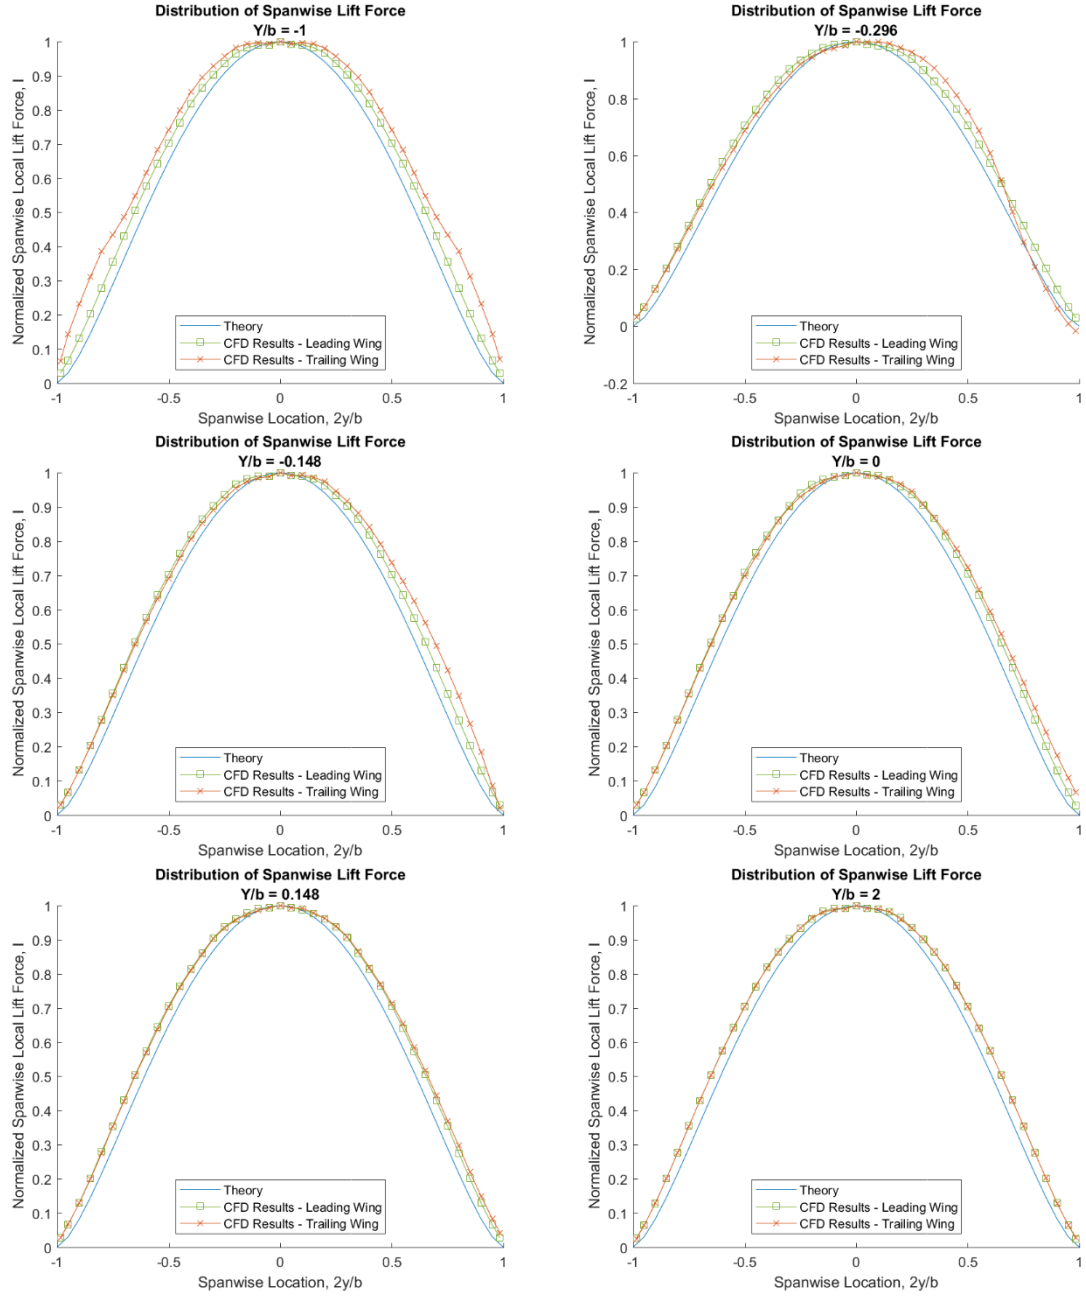 Distribution of Spanwise Lift Force
Y/b = -1
Normalized Spanwise Local Lift Force, l
1
0.9
0.8
0.7
0.6
0.5
0.4
0.3
0.2
0.1
0
Theory
CFD Results - Leading Wing
CFD Results - Trailing Wing
-1 -0.5 0 0.5 1
Spanwise Location, 2y/b
Distribution of Spanwise Lift Force
Y/b = -0.296
Normalized Spanwise Local Lift Force, l
1
0.8
0.6
0.4
0.2
0
-0.2
Theory
CFD Results - Leading Wing
CFD Results - Trailing Wing
-1 -0.5 0 0.5 1
Spanwise Location, 2y/b
Distribution of Spanwise Lift Force
Y/b = -0.148
Normalized Spanwise Local Lift Force, l
1
0.9
0.8
0.7
0.6
0.5
0.4
0.3
0.2
0.1
0
Theory
CFD Results - Leading Wing
CFD Results - Trailing Wing
-1 -0.5 0 0.5 1
Spanwise Location, 2y/b
Distribution of Spanwise Lift Force
Y/b = 0
Normalized Spanwise Local Lift Force, l
1
0.9
0.8
0.7
0.6
0.5
0.4
0.3
0.2
0.1
0
Theory
CFD Results - Leading Wing
CFD Results - Trailing Wing
-1 -0.5 0 0.5 1
Spanwise Location, 2y/b
Distribution of Spanwise Lift Force
Y/b = 0.148
Normalized Spanwise Local Lift Force, l
1
0.9
0.8
0.7
0.6
0.5
0.4
0.3
0.2
0.1
0
Theory
CFD Results - Leading Wing
CFD Results - Trailing Wing
-1 -0.5 0 0.5 1
Spanwise Location, 2y/b
Distribution of Spanwise Lift Force
Y/b = 2
Normalized Spanwise Local Lift Force, l
1
0.9
0.8
0.7
0.6
0.5
0.4
0.3
0.2
0.1
0
Theory
CFD Results - Leading Wing
CFD Results - Trailing Wing
-1 -0.5 0 0.5 1
Spanwise Location, 2y/b